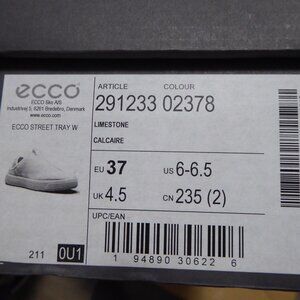 ecco
ECCO Sko A/S
Industrivej 5, 6261 Bredebro, Denmark
www.ecco.com
ECCO STREET TRAY W
211 0U1
ARTICLE COLOUR
291233 02378
LIMESTONE
CALCAIRE
EU 37 US 6-6.5
UK 4.5 CN 235 (2)
UPC/EAN
1 94890 30622 6